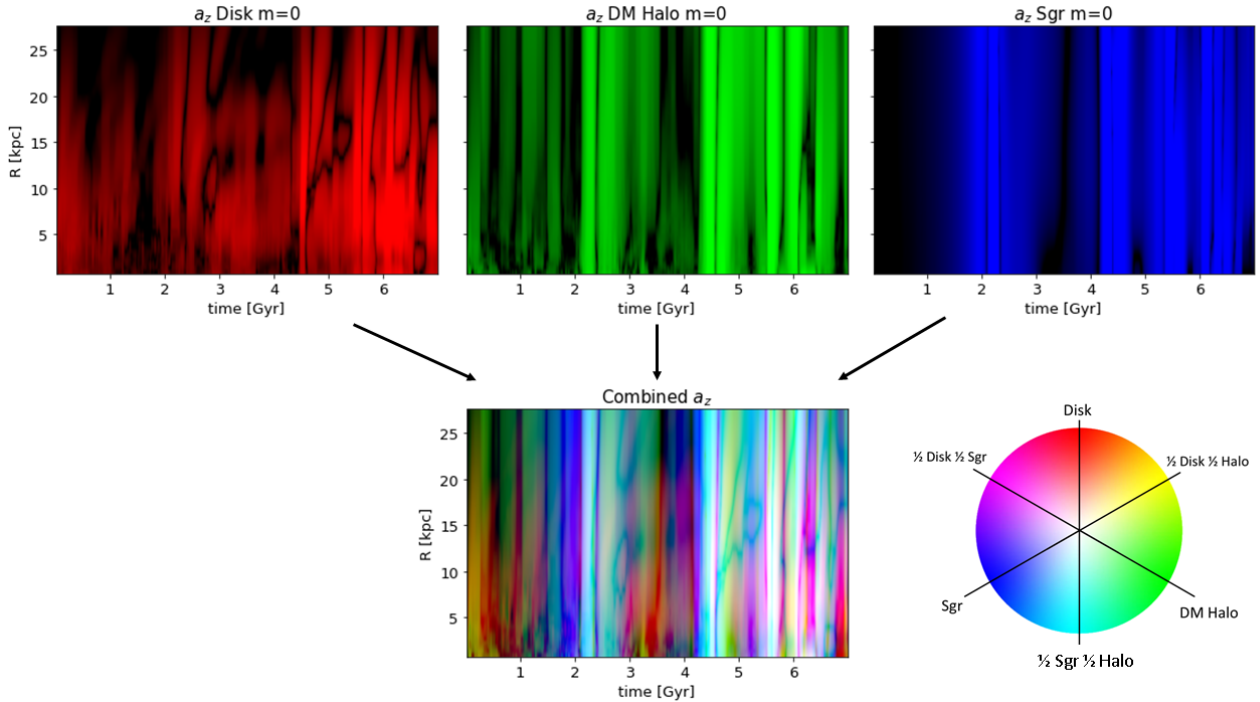 a_z Disk m=0
a_z DM Halo m=0
a_z Sgr m=0
R [kpc]
25
20
15
10
5
1 2 3 4 5 6
time [Gyr]
1 2 3 4 5 6
time [Gyr]
1 2 3 4 5 6
time [Gyr]
Combined a_z
R [kpc]
25
20
15
10
5
1 2 3 4 5 6
time [Gyr]
Disk
½ Disk ½ Sgr
½ Disk ½ Halo
Sgr
DM Halo
½ Sgr ½ Halo